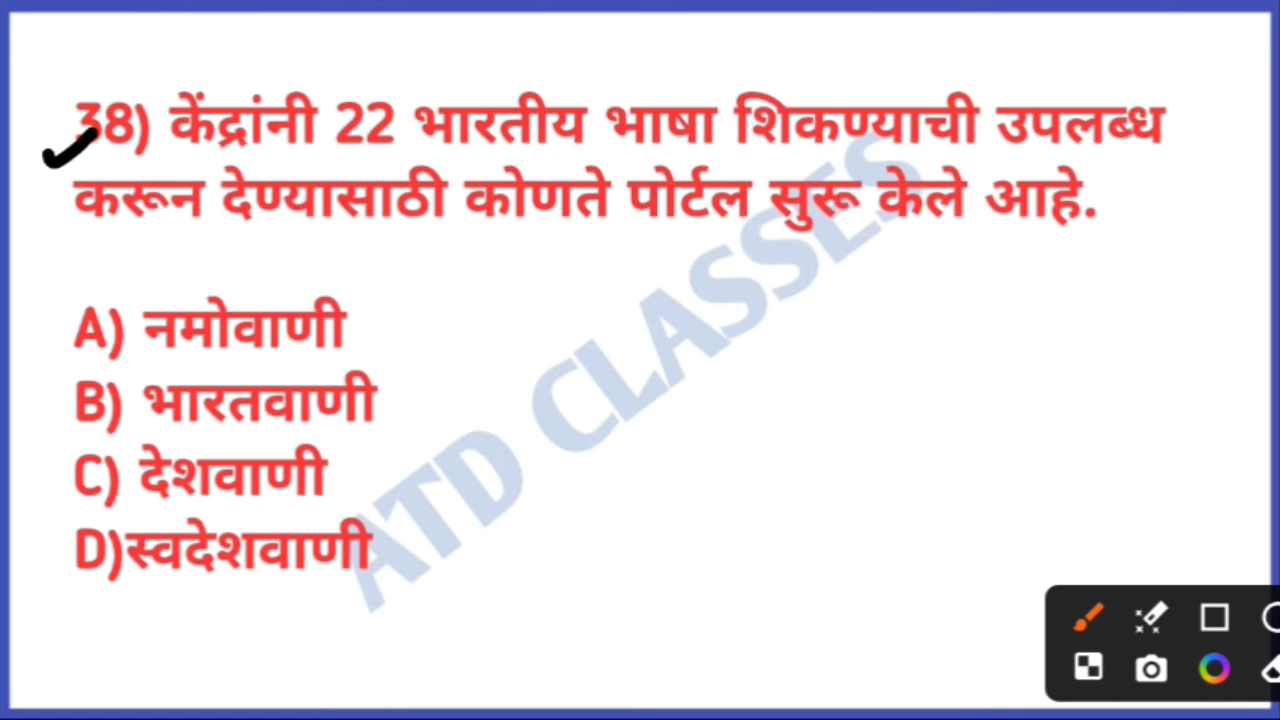 38) केंद्रांनी 22 भारतीय भाषा शिकण्याची उपलब्ध
करून देण्यासाठी कोणते पोर्टल सुरू केले आहे.
A) नमोवाणी
B) भारतवाणी
C) देशवाणी
D)स्वदेशवाणी
ATD CLASSES